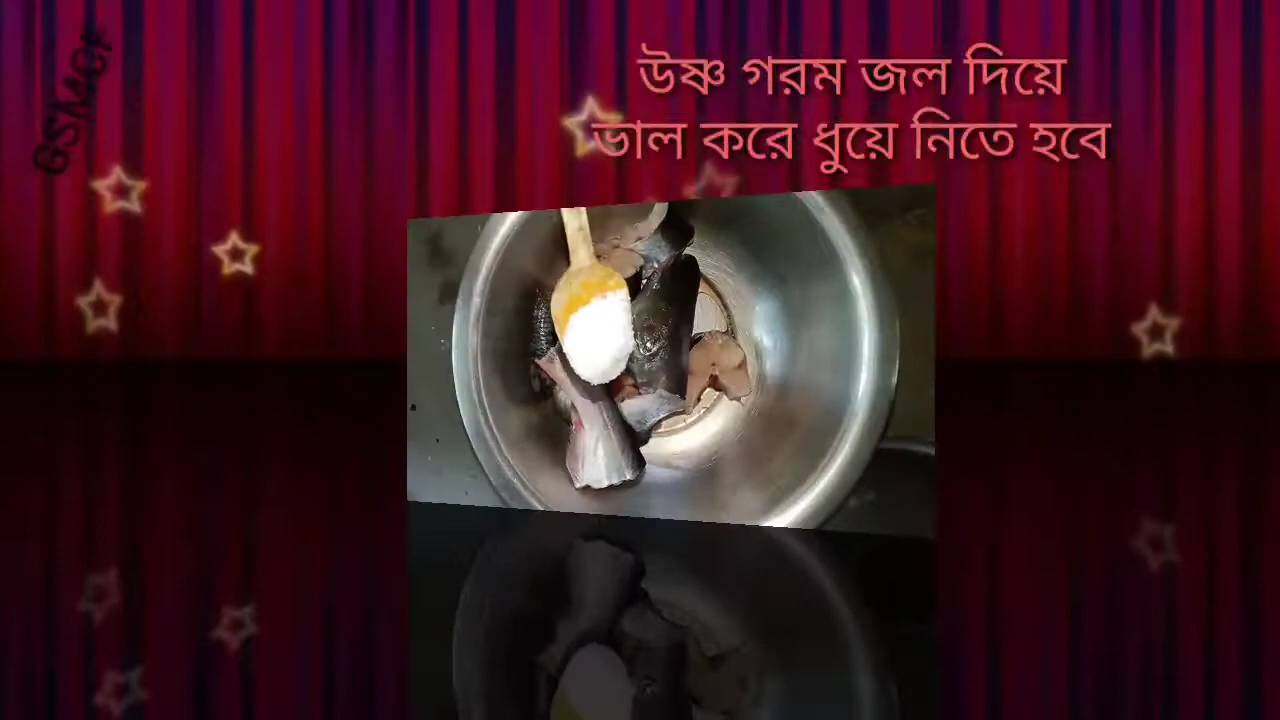 উষ্ণ গরম জল দিয়ে
ভাল করে ধুয়ে নিতে হবে